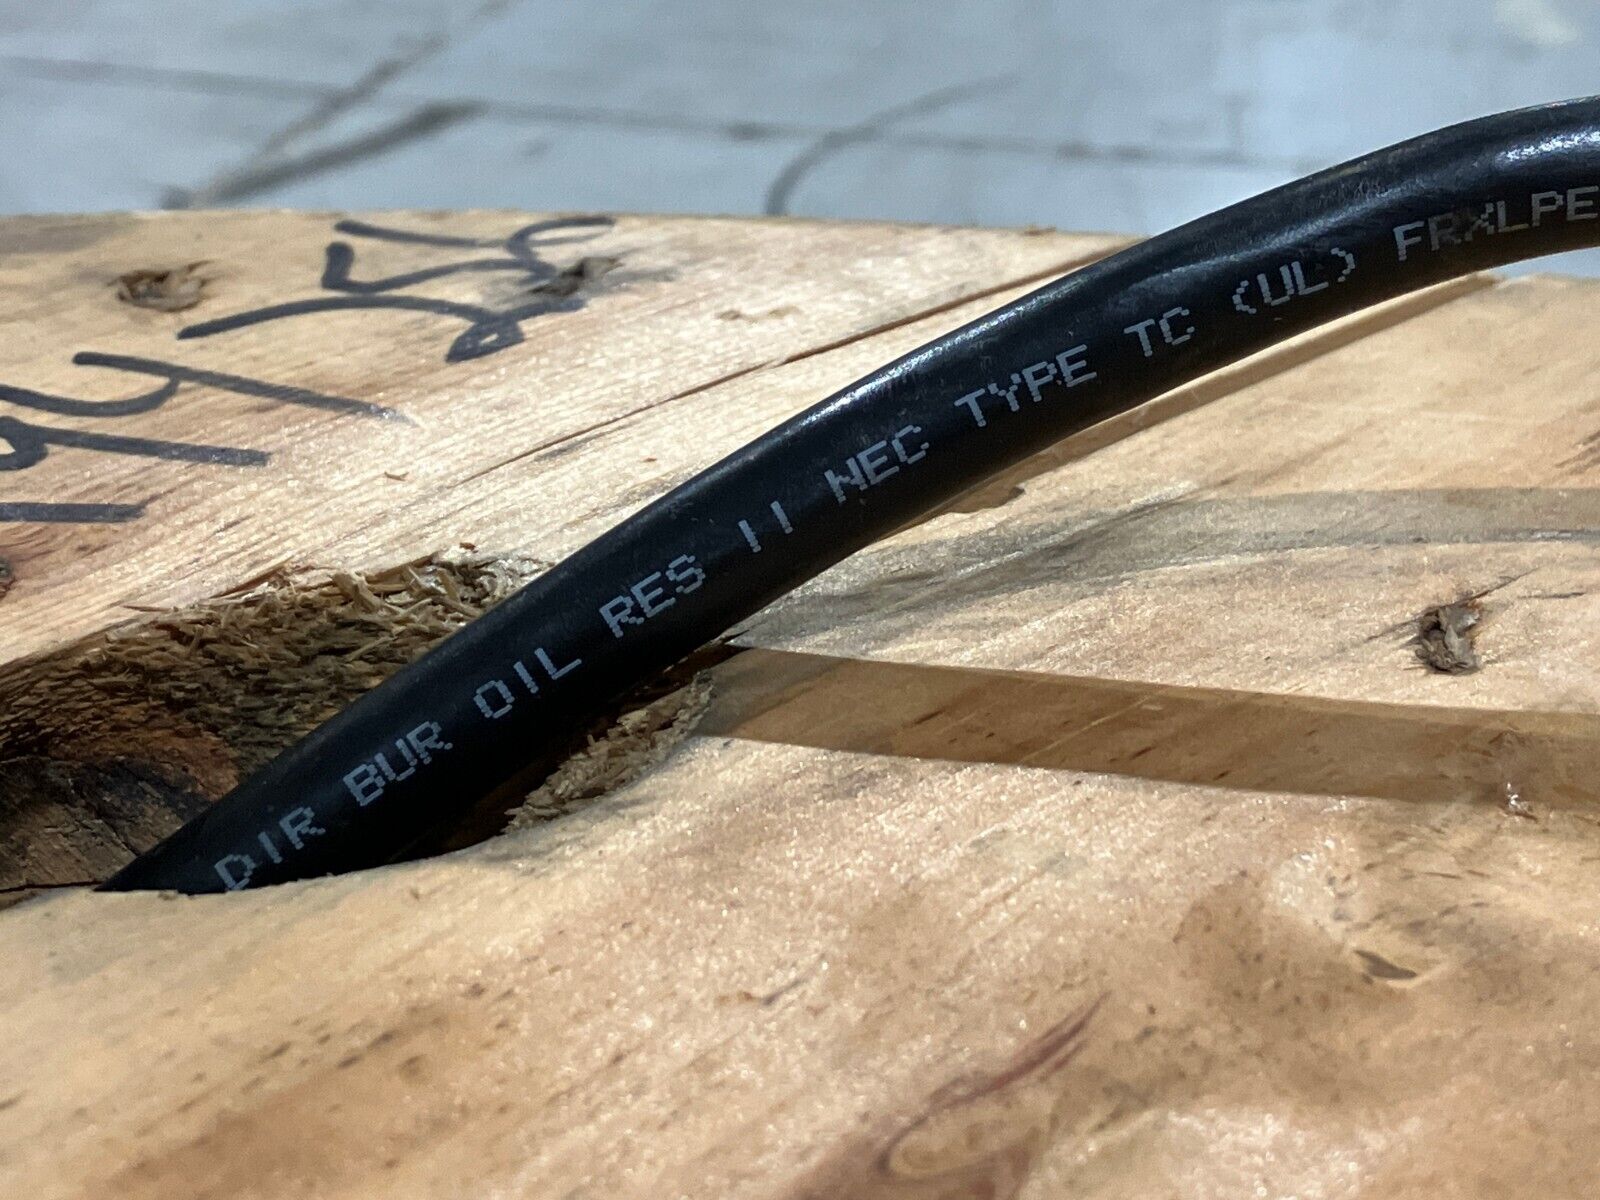 DIR BUR OIL RES II NEC TYPE TC (UL) FRXLPE